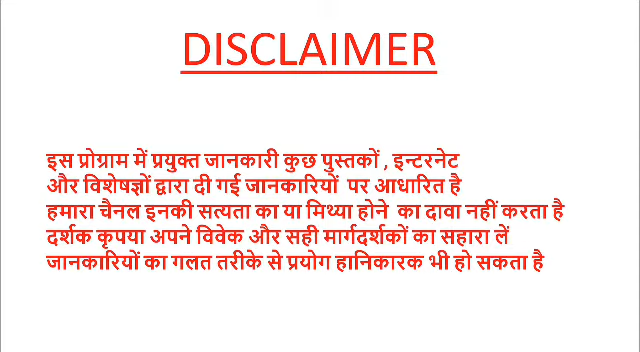 DISCLAIMER
इस प्रोग्राम में प्रयुक्त जानकारी कुछ पुस्तकों , इन्टरनेट
और विशेषज्ञों द्वारा दी गई जानकारियों पर आधारित है
हमारा चैनल इनकी सत्यता का या मिथ्या होने का दावा नहीं करता है
दर्शक कृपया अपने विवेक और सही मार्गदर्शकों का सहारा लें
जानकारियों का गलत तरीके से प्रयोग हानिकारक भी हो सकता है